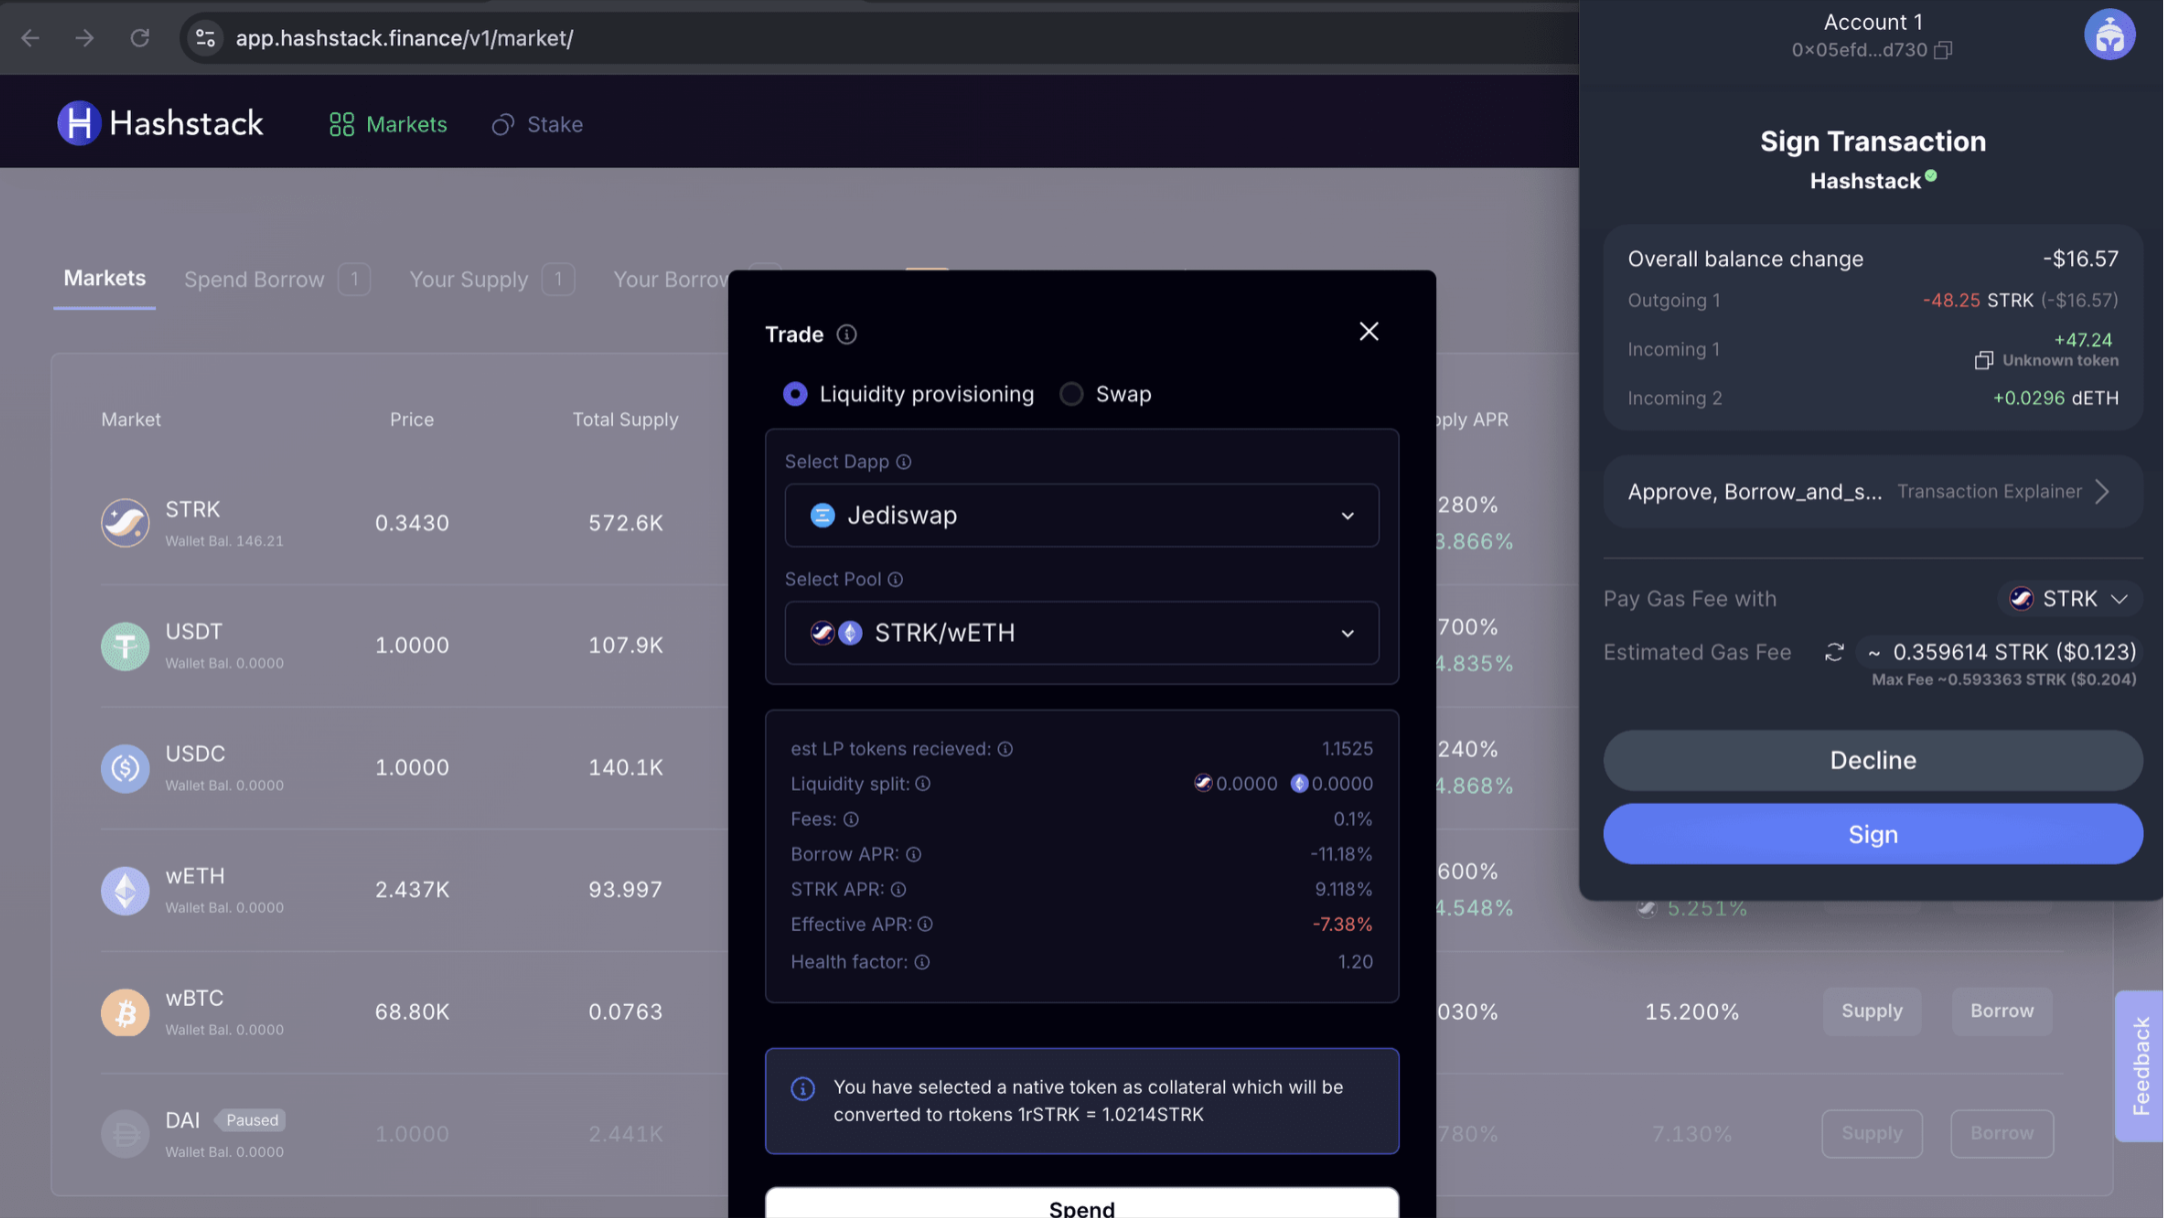 app.hashstack.finance/v1/market/
Hashstack
Markets
Stake
Markets
Spend Borrow 1
Your Supply 1
Your Borrow
Market
Price
Total Supply
pply APR
STRK
Wallet Bal. 146.21
0.3430
572.6K
280%
3.866%
USDT
Wallet Bal. 0.0000
1.0000
107.9K
700%
4.835%
USDC
Wallet Bal. 0.0000
1.0000
140.1K
240%
4.868%
wETH
Wallet Bal. 0.0000
2.437K
93.997
600%
4.548%
5.251%
wBTC
Wallet Bal. 0.0000
68.80K
0.0763
030%
15.200%
Supply
Borrow
DAI Paused
Wallet Bal. 0.0000
1.0000
2.441K
780%
7.130%
Supply
Borrow
Feedback
Trade
Liquidity provisioning
Swap
Select Dapp
Jediswap
Select Pool
STRK/wETH
est LP tokens recieved: 1.1525
Liquidity split: 0.0000 0.0000
Fees: 0.1%
Borrow APR: -11.18%
STRK APR: 9.118%
Effective APR: -7.38%
Health factor: 1.20
You have selected a native token as collateral which will be
converted to rtokens 1rSTRK = 1.0214STRK
Spend
Account 1
0x05efd...d730
Sign Transaction
Hashstack
Overall balance change -$16.57
Outgoing 1 -48.25 STRK (-$16.57)
Incoming 1 +47.24
Unknown token
Incoming 2 +0.0296 dETH
Approve, Borrow_and_s... Transaction Explainer
Pay Gas Fee with STRK
Estimated Gas Fee ~ 0.359614 STRK ($0.123)
Max Fee ~0.593363 STRK ($0.204)
Decline
Sign